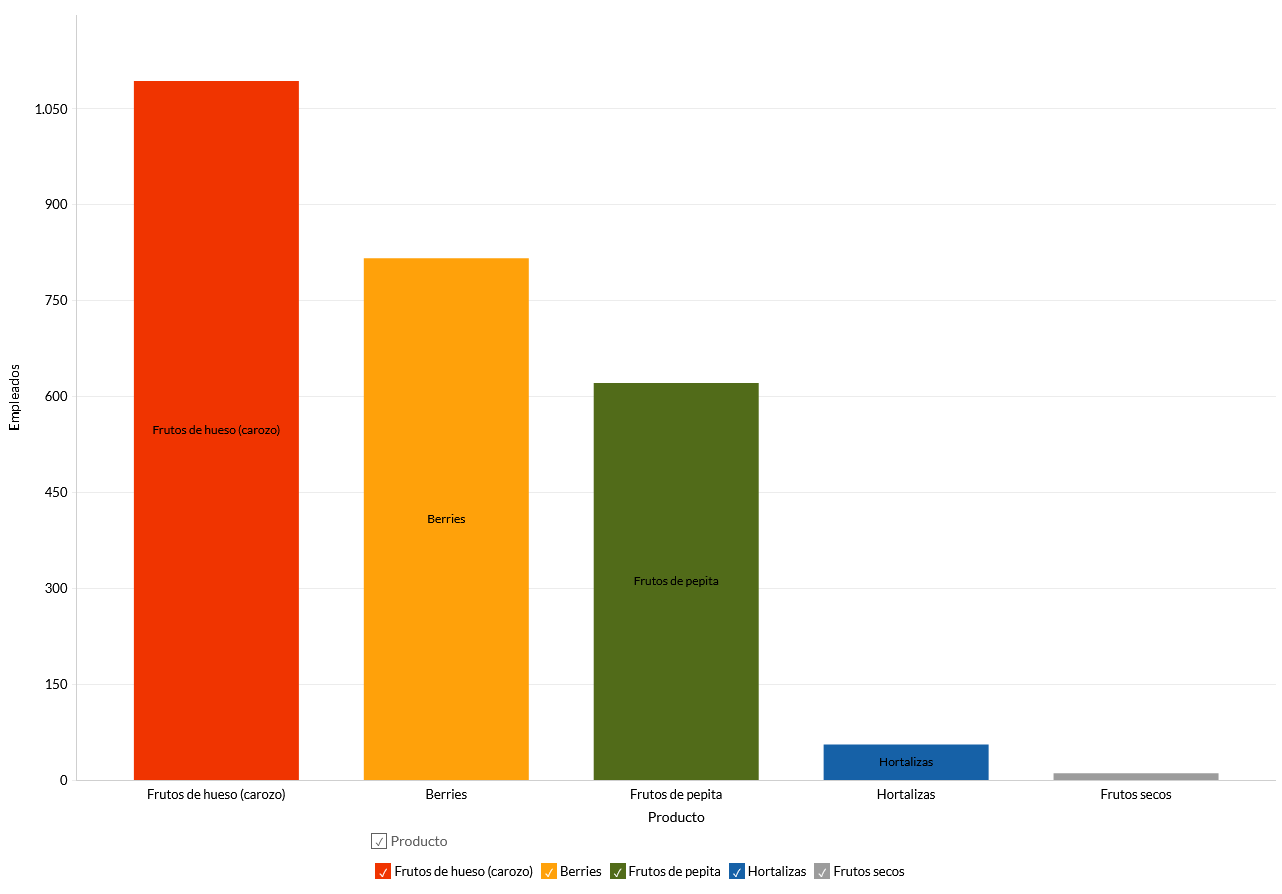 1.050
900
750
600
450
300
150
0
Empleados
Frutos de hueso (carozo)
Berries
Frutos de pepita
Hortalizas
Frutos de hueso (carozo) Berries Frutos de pepita Hortalizas Frutos secos
Producto
Producto
Frutos de hueso (carozo) Berries Frutos de pepita Hortalizas Frutos secos